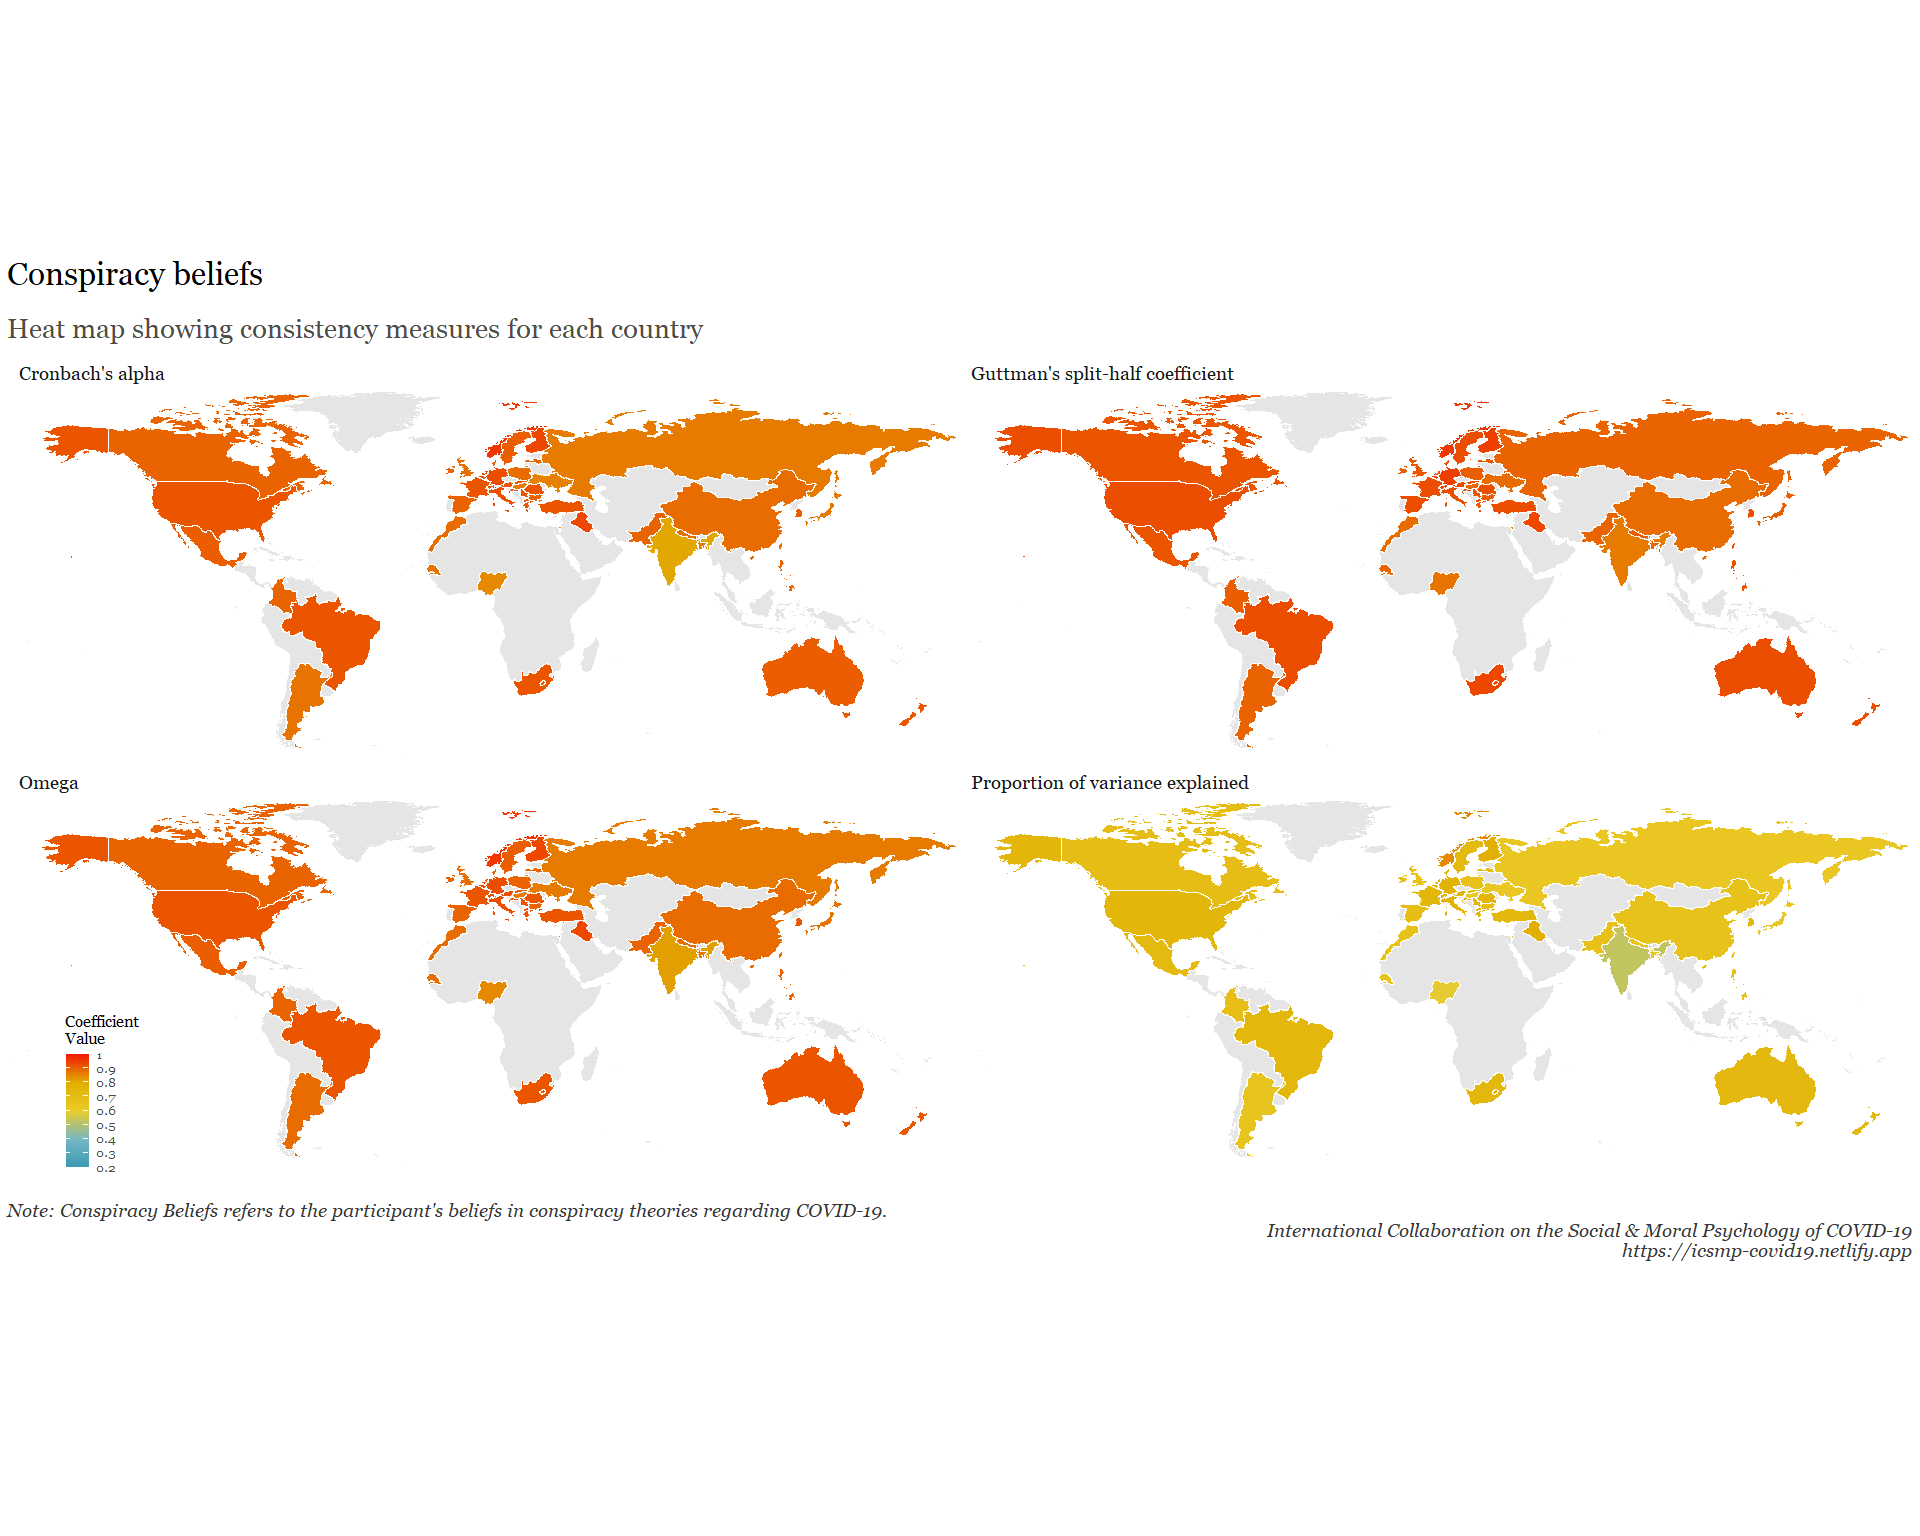 Conspiracy beliefs
Heat map showing consistency measures for each country
Cronbach's alpha
Guttman's split-half coefficient
Omega
Proportion of variance explained
Coefficient
Value
1
0.9
0.8
0.7
0.6
0.5
0.4
0.3
0.2
Note: Conspiracy Beliefs refers to the participant's beliefs in conspiracy theories regarding COVID-19.
International Collaboration on the Social & Moral Psychology of COVID-19
https://icsmp-covid19.netlify.app